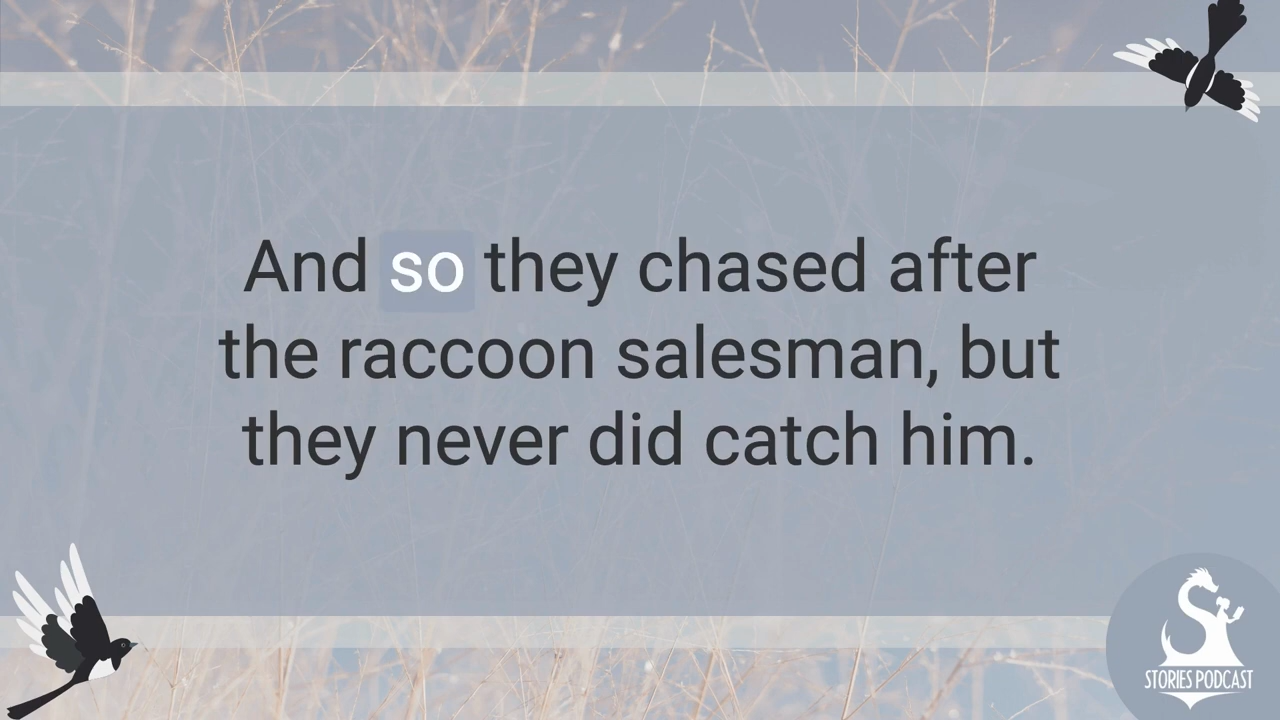 And so they chased after
the raccoon salesman, but
they never did catch him.
STORIES PODCAST